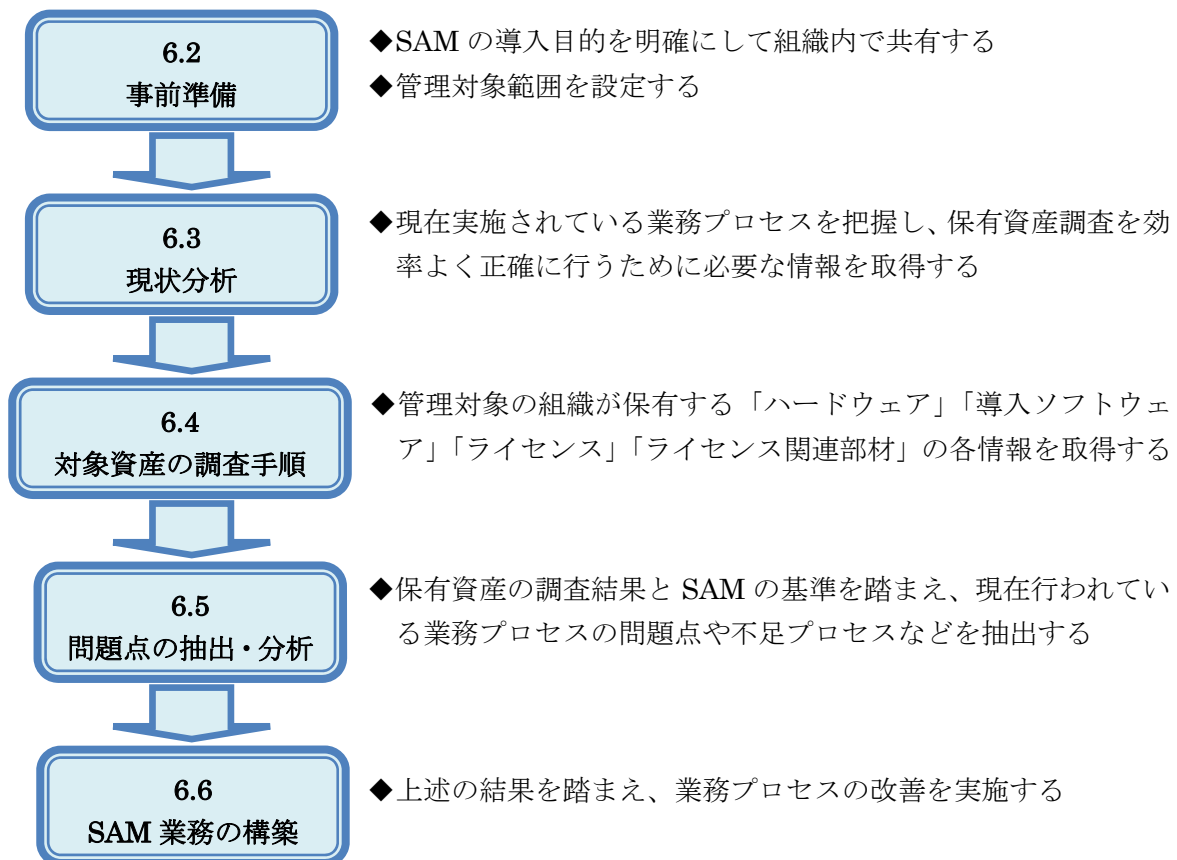 6.2
事前準備
◆SAM の導入目的を明確にして組織内で共有する
◆管理対象範囲を設定する
6.3
現状分析
◆現在実施されている業務プロセスを把握し、保有資産調査を効
率よく正確に行うために必要な情報を取得する
6.4
対象資産の調査手順
◆管理対象の組織が保有する「ハードウェア」「導入ソフトウェ
ア」「ライセンス」「ライセンス関連部材」の各情報を取得する
6.5
問題点の抽出・分析
◆保有資産の調査結果と SAM の基準を踏まえ、現在行われてい
る業務プロセスの問題点や不足プロセスなどを抽出する
6.6
SAM 業務の構築
◆上述の結果を踏まえ、業務プロセスの改善を実施する